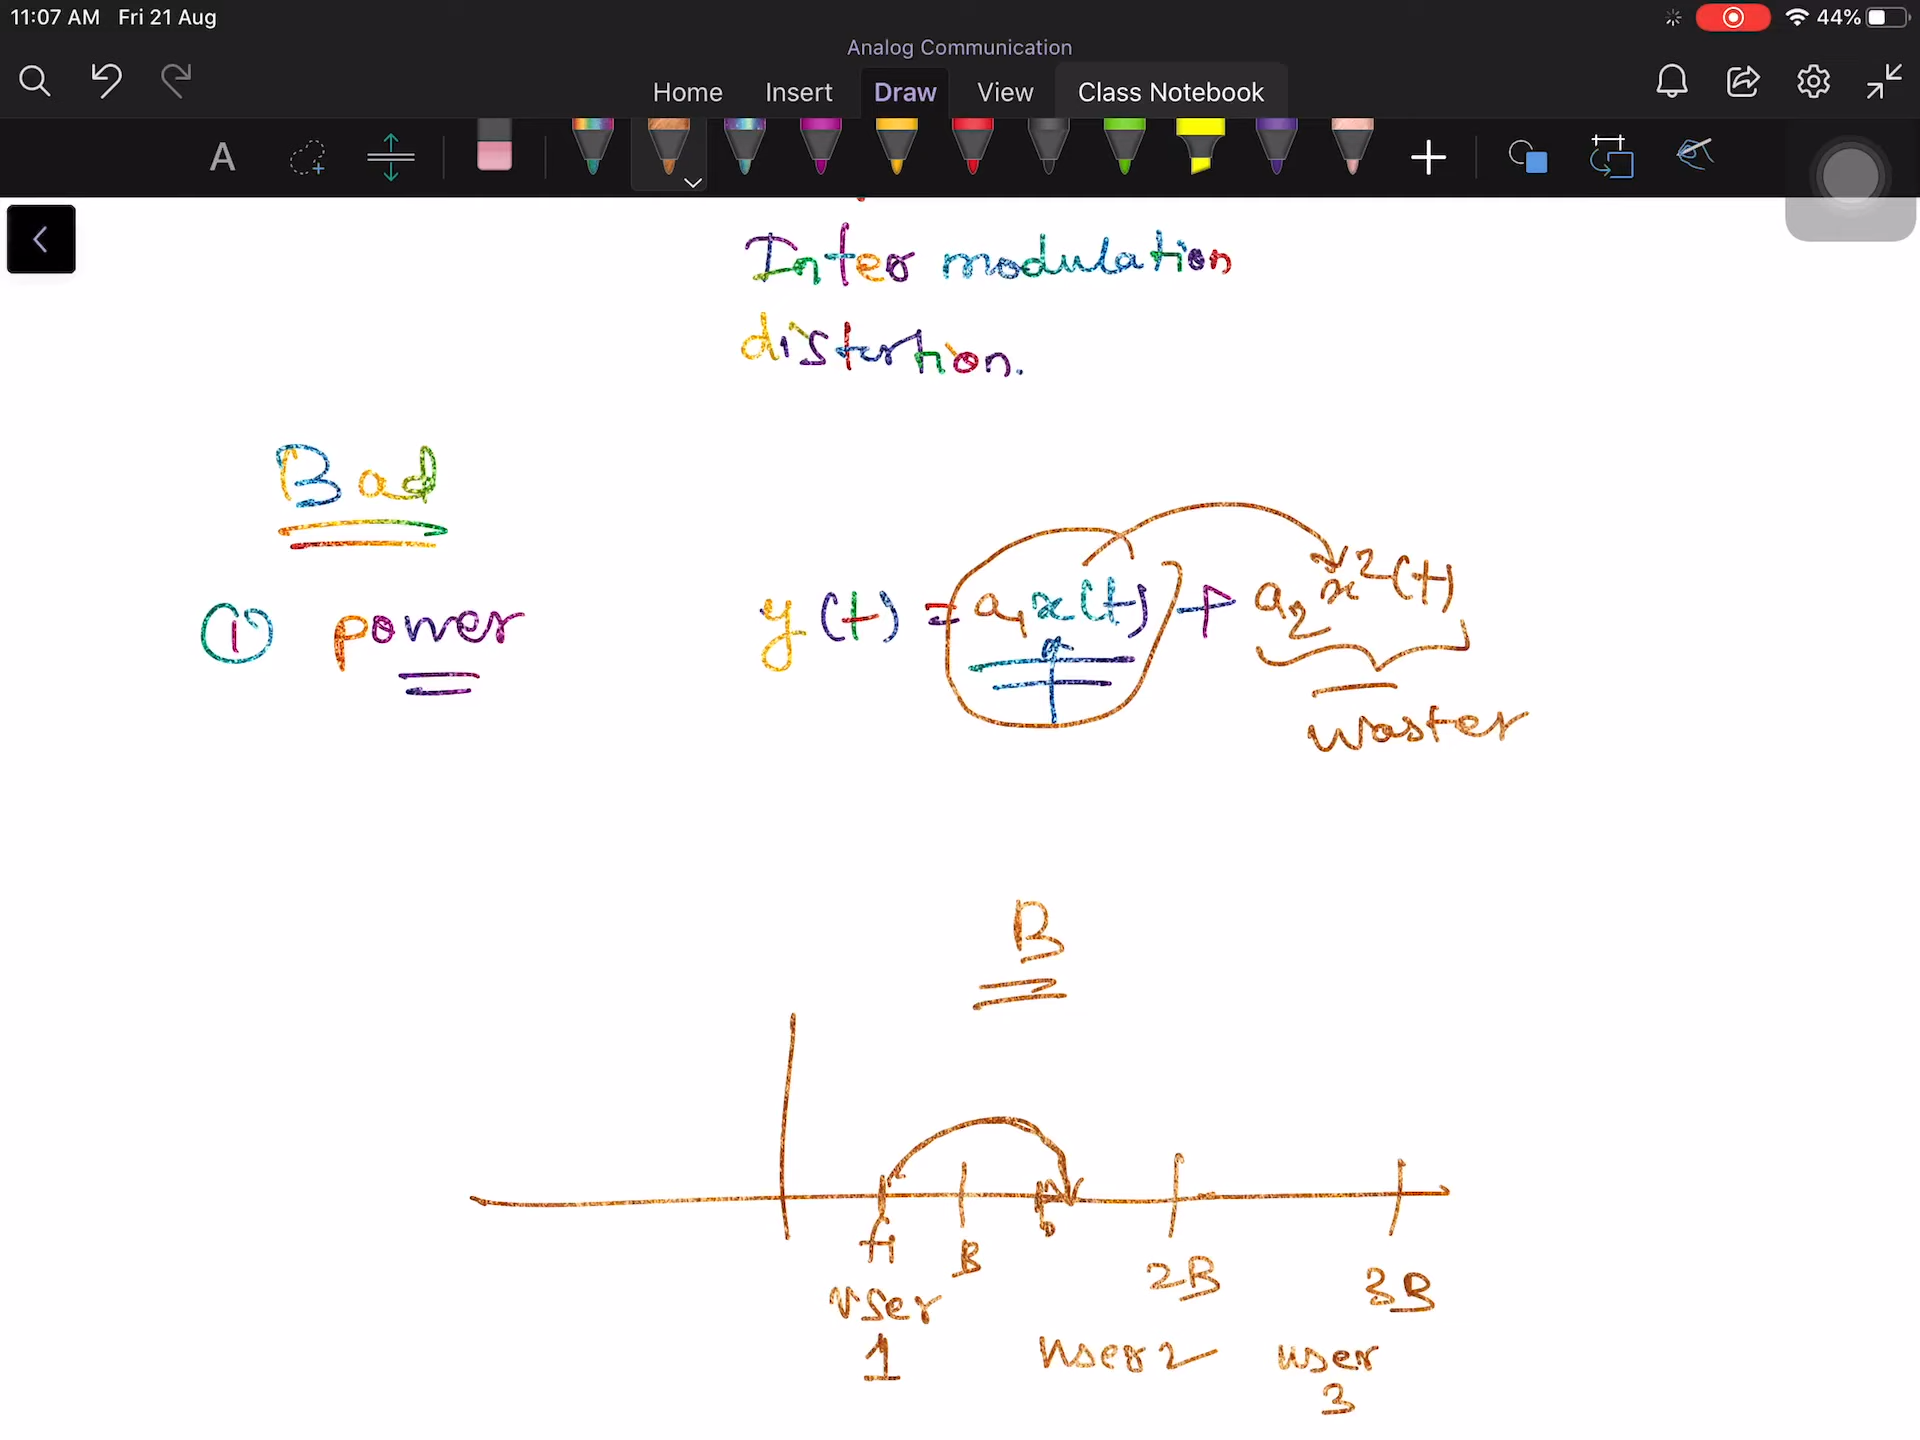 11:07 AM Fri 21 Aug
44%
Analog Communication
Home Insert Draw View Class Notebook
A
Inter modulation
distortion.
Bad
① power
y(t) = a₁x(t) + a₂x²(t)
waster
B
f₁ B
2B 3B
user user 2 user
1 3